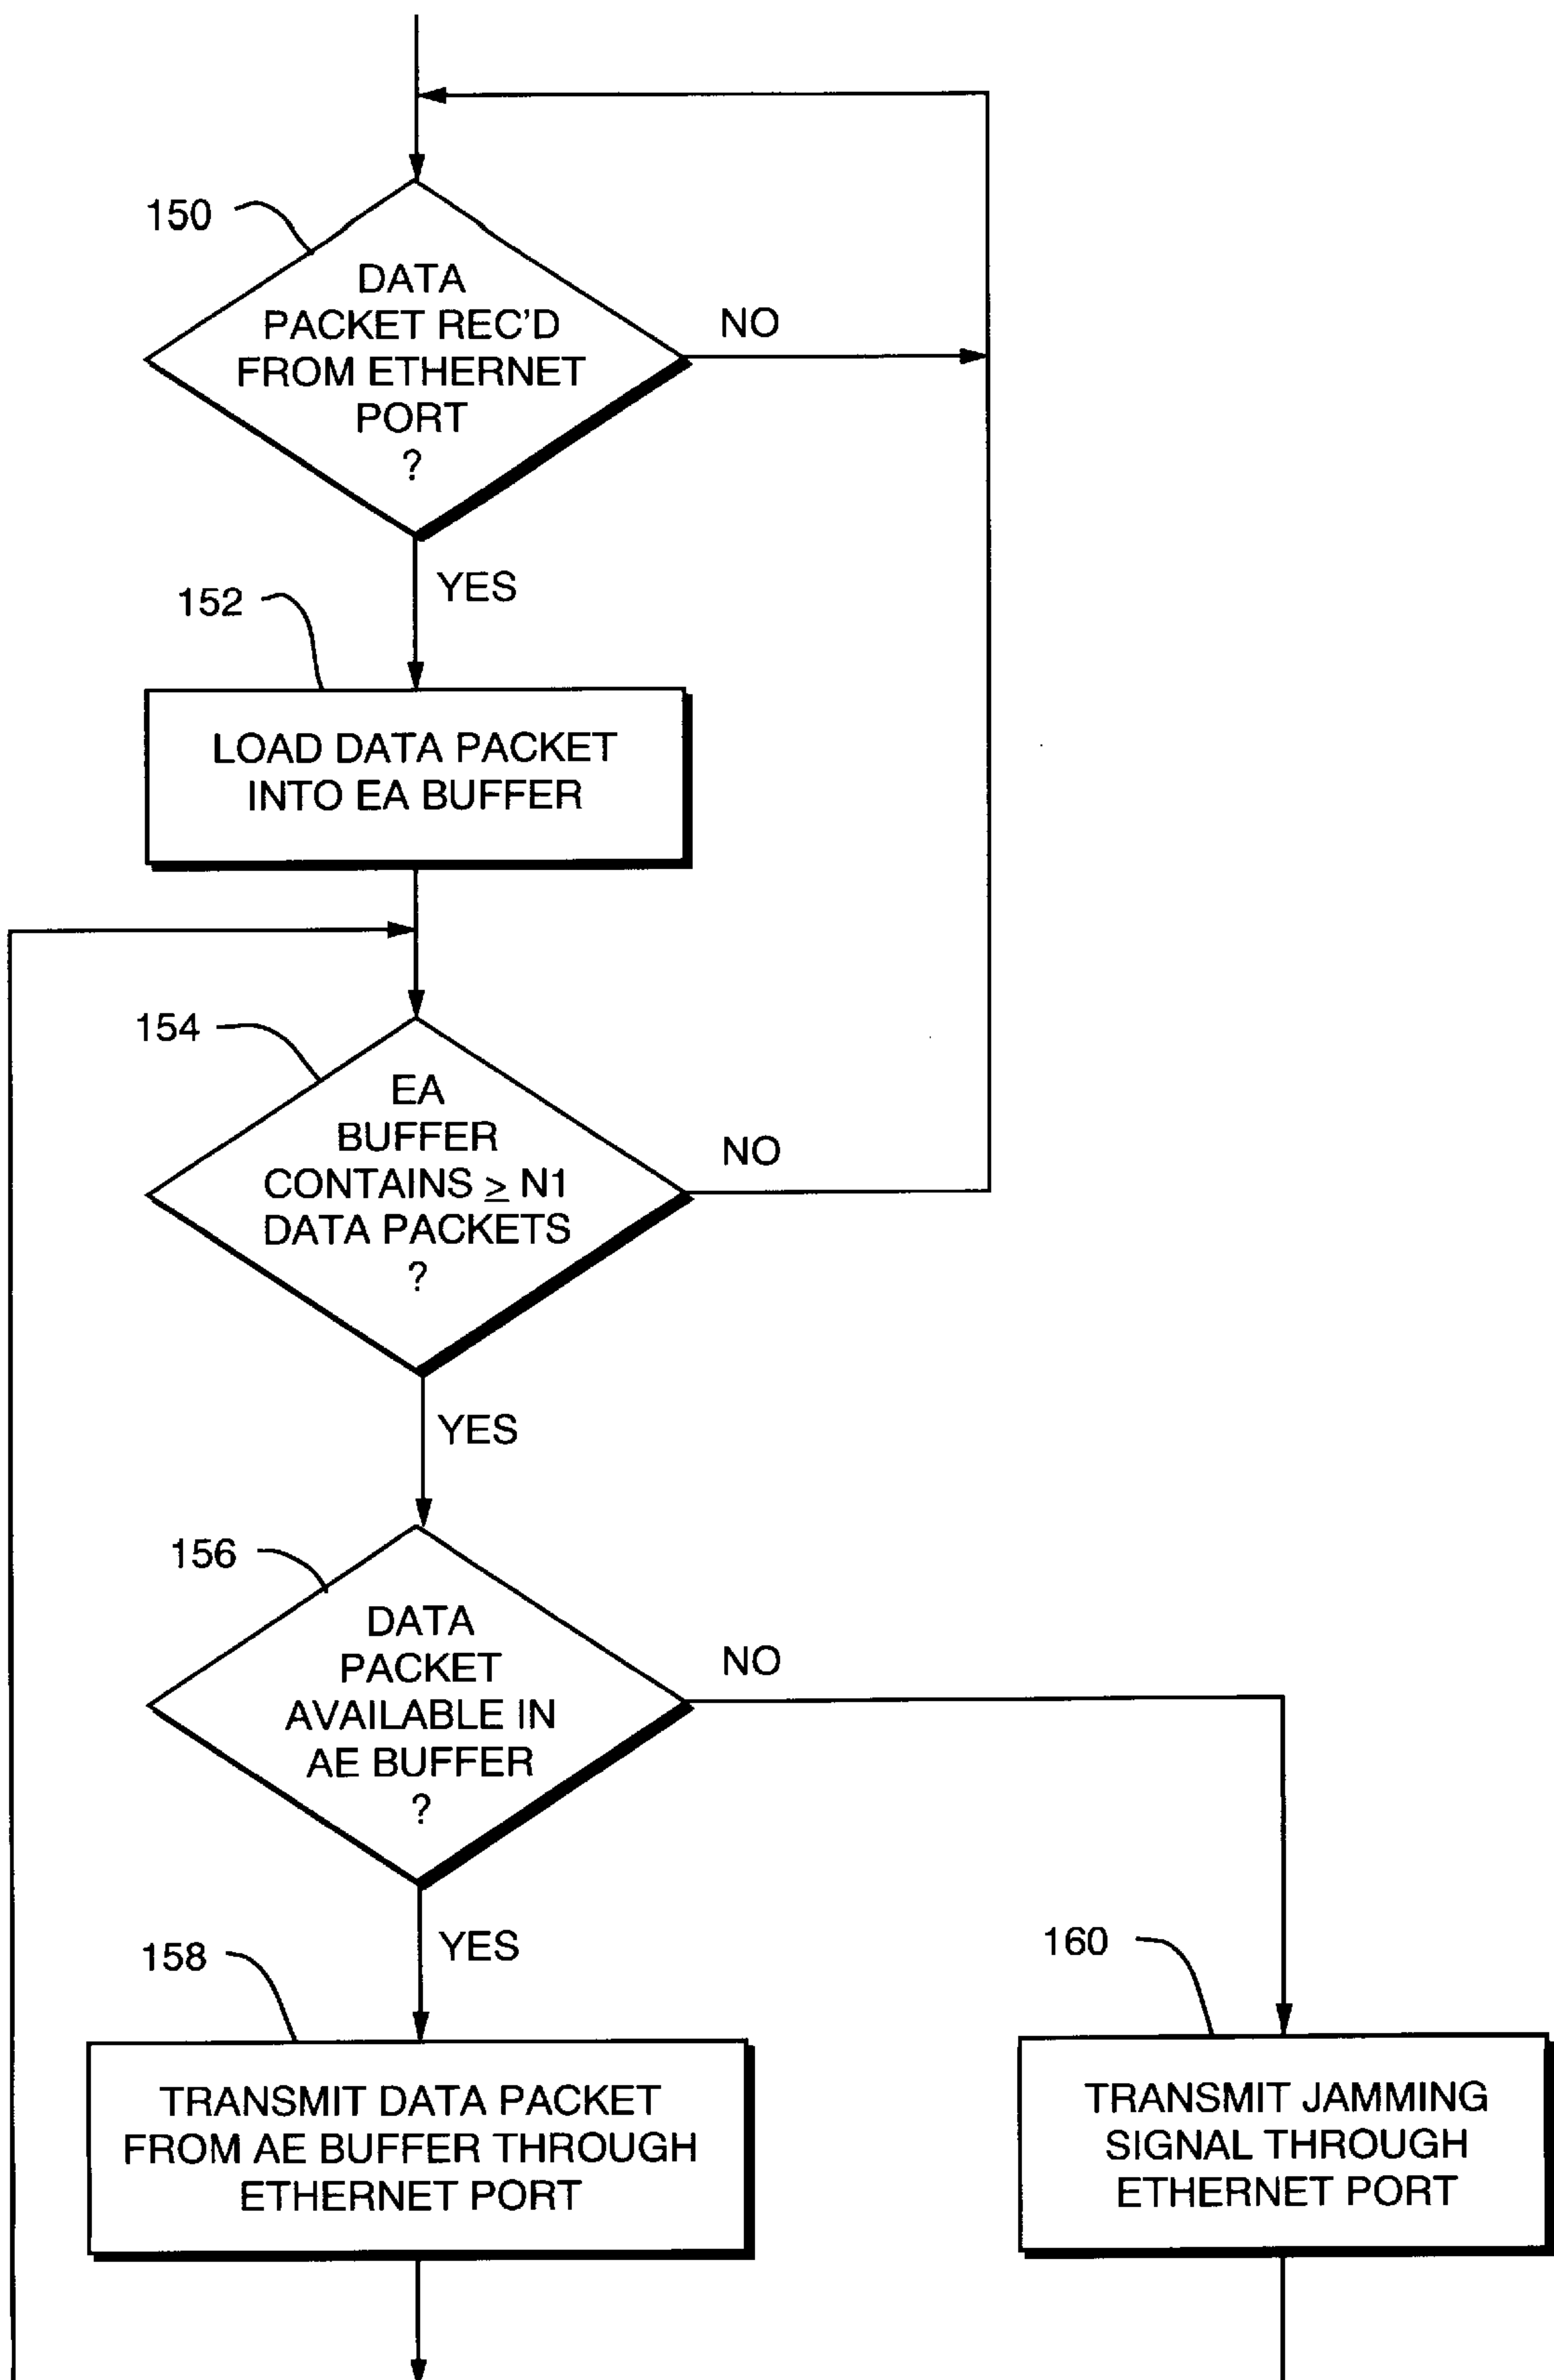 150
DATA
PACKET REC'D
FROM ETHERNET
PORT
?
NO
YES
152
LOAD DATA PACKET
INTO EA BUFFER
154
EA
BUFFER
CONTAINS ≥ N1
DATA PACKETS
?
NO
YES
156
DATA
PACKET
AVAILABLE IN
AE BUFFER
?
NO
YES
158
TRANSMIT DATA PACKET
FROM AE BUFFER THROUGH
ETHERNET PORT
160
TRANSMIT JAMMING
SIGNAL THROUGH
ETHERNET PORT